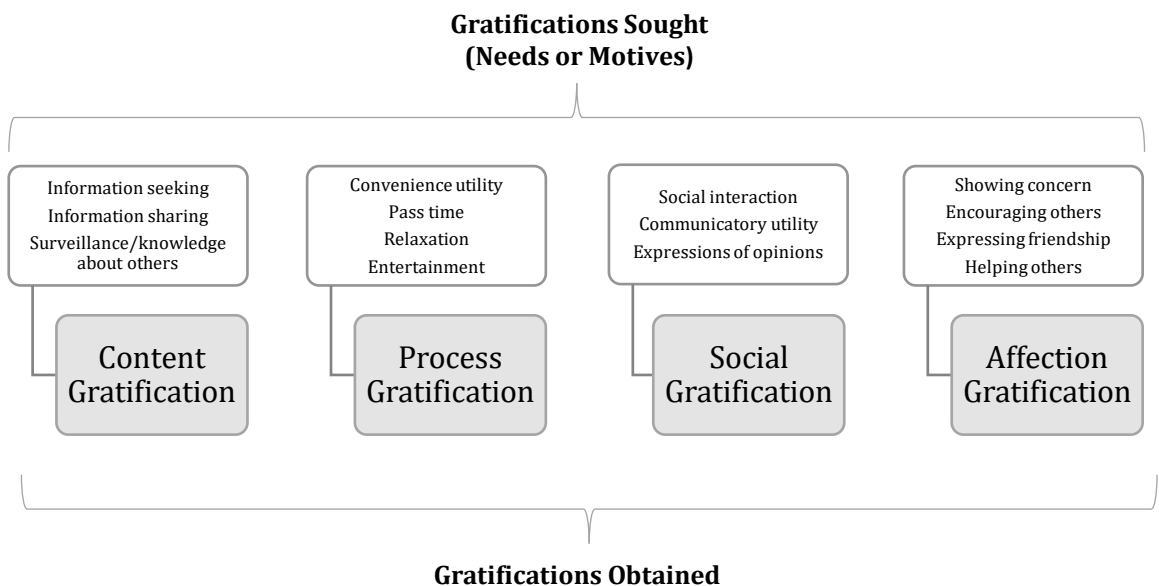 Gratifications Sought
(Needs or Motives)
Information seeking
Information sharing
Surveillance/knowledge
about others
Convenience utility
Pass time
Relaxation
Entertainment
Social interaction
Communicatory utility
Expressions of opinions
Showing concern
Encouraging others
Expressing friendship
Helping others
Content
Gratification
Process
Gratification
Social
Gratification
Affection
Gratification
Gratifications Obtained